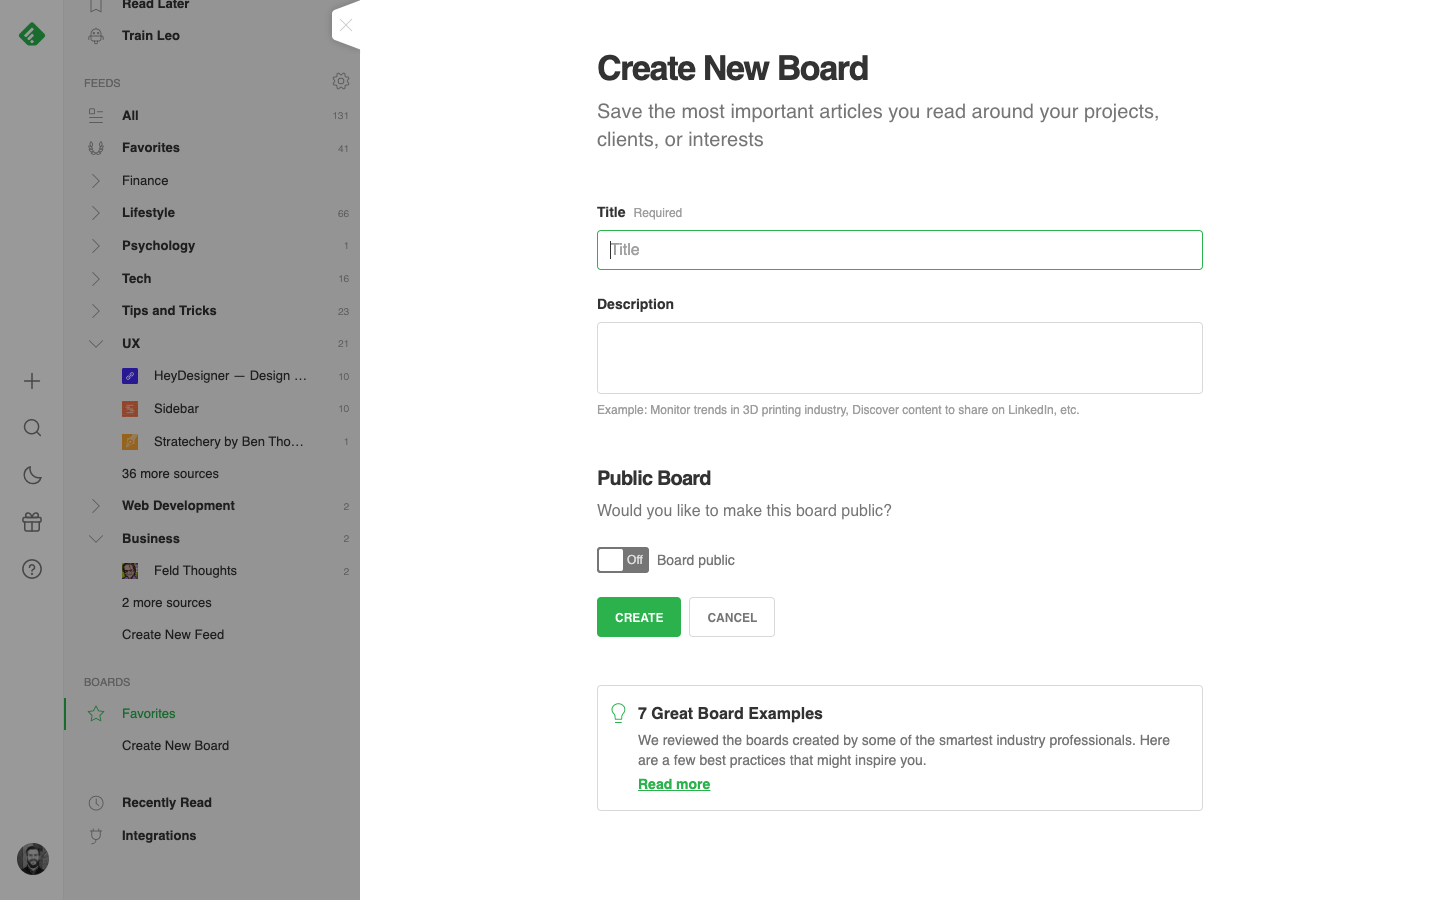 Read Later
Train Leo
FEEDS
All 131
Favorites 41
Finance
Lifestyle 66
Psychology 1
Tech 16
Tips and Tricks 23
UX 21
HeyDesigner — Design ... 10
Sidebar 10
Stratechery by Ben Tho... 1
36 more sources
Web Development 2
Business 2
Feld Thoughts 2
2 more sources
Create New Feed
BOARDS
Favorites
Create New Board
Recently Read
Integrations
Create New Board
Save the most important articles you read around your projects,
clients, or interests
Title Required
Title
Description
Example: Monitor trends in 3D printing industry, Discover content to share on LinkedIn, etc.
Public Board
Would you like to make this board public?
Off Board public
CREATE CANCEL
7 Great Board Examples
We reviewed the boards created by some of the smartest industry professionals. Here
are a few best practices that might inspire you.
Read more